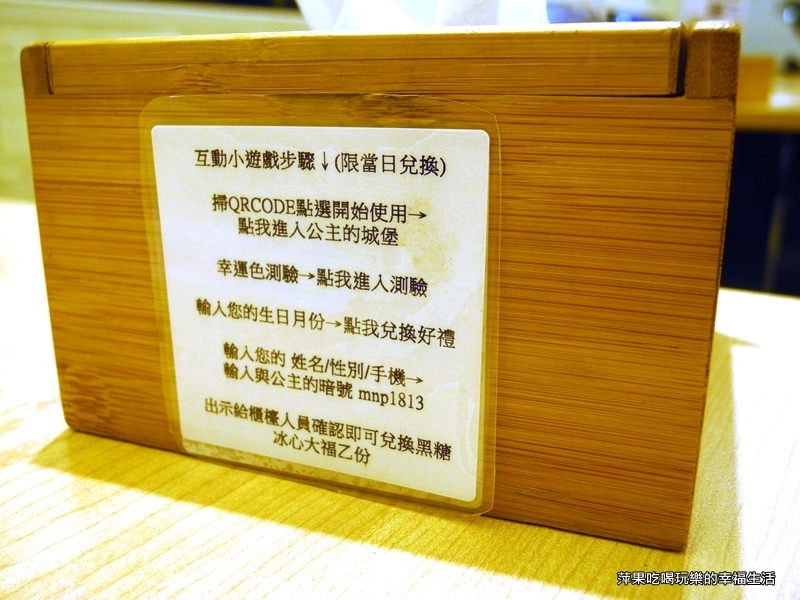 互動小遊戲步驟↓(限當日兌換)
掃QRCODE點選開始使用→
點我進入公主的城堡
幸運色測驗→點我進入測驗
輸入您的生日月份→點我兌換好禮
輸入您的 姓名/性別/手機→
輸入與公主的暗號 mnp1813
出示給櫃檯人員確認即可兌換黑糖
冰心大福乙份
萍果吃喝玩樂的幸福生活